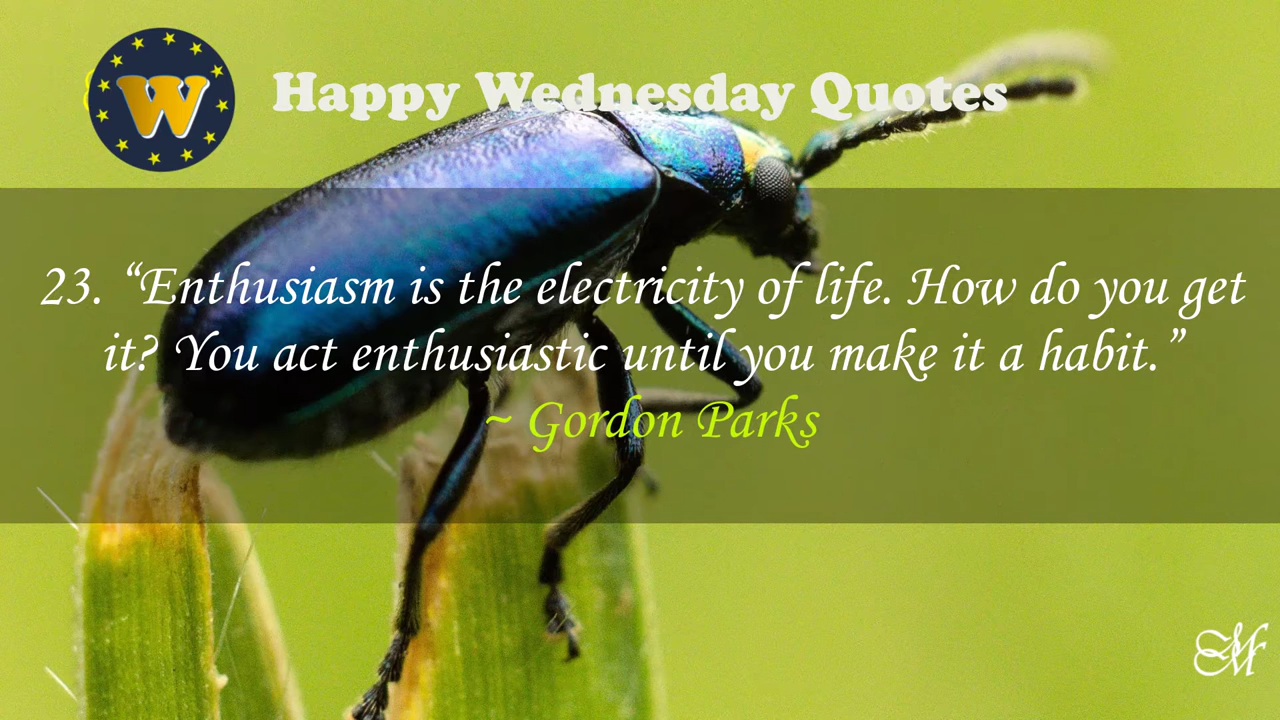 W
Happy Wednesday Quotes
23. “Enthusiasm is the electricity of life. How do you get
it? You act enthusiastic until you make it a habit.”
~ Gordon Parks